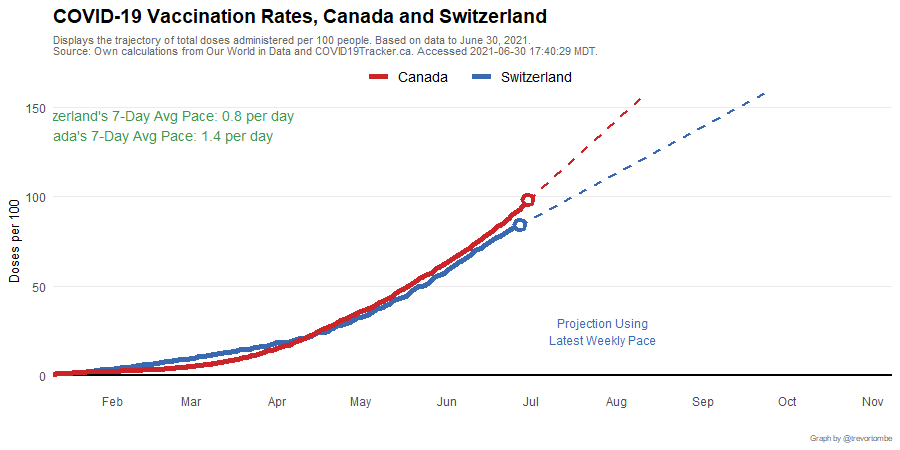 COVID-19 Vaccination Rates, Canada and Switzerland
Displays the trajectory of total doses administered per 100 people. Based on data to June 30, 2021.
Source: Own calculations from Our World in Data and COVID19Tracker.ca. Accessed 2021-06-30 17:40:29 MDT.
Canada Switzerland
150
zerland's 7-Day Avg Pace: 0.8 per day
ada's 7-Day Avg Pace: 1.4 per day
100
Doses per 100
50
Projection Using
Latest Weekly Pace
0
Feb Mar Apr May Jun Jul Aug Sep Oct Nov
Graph by @trevortombe